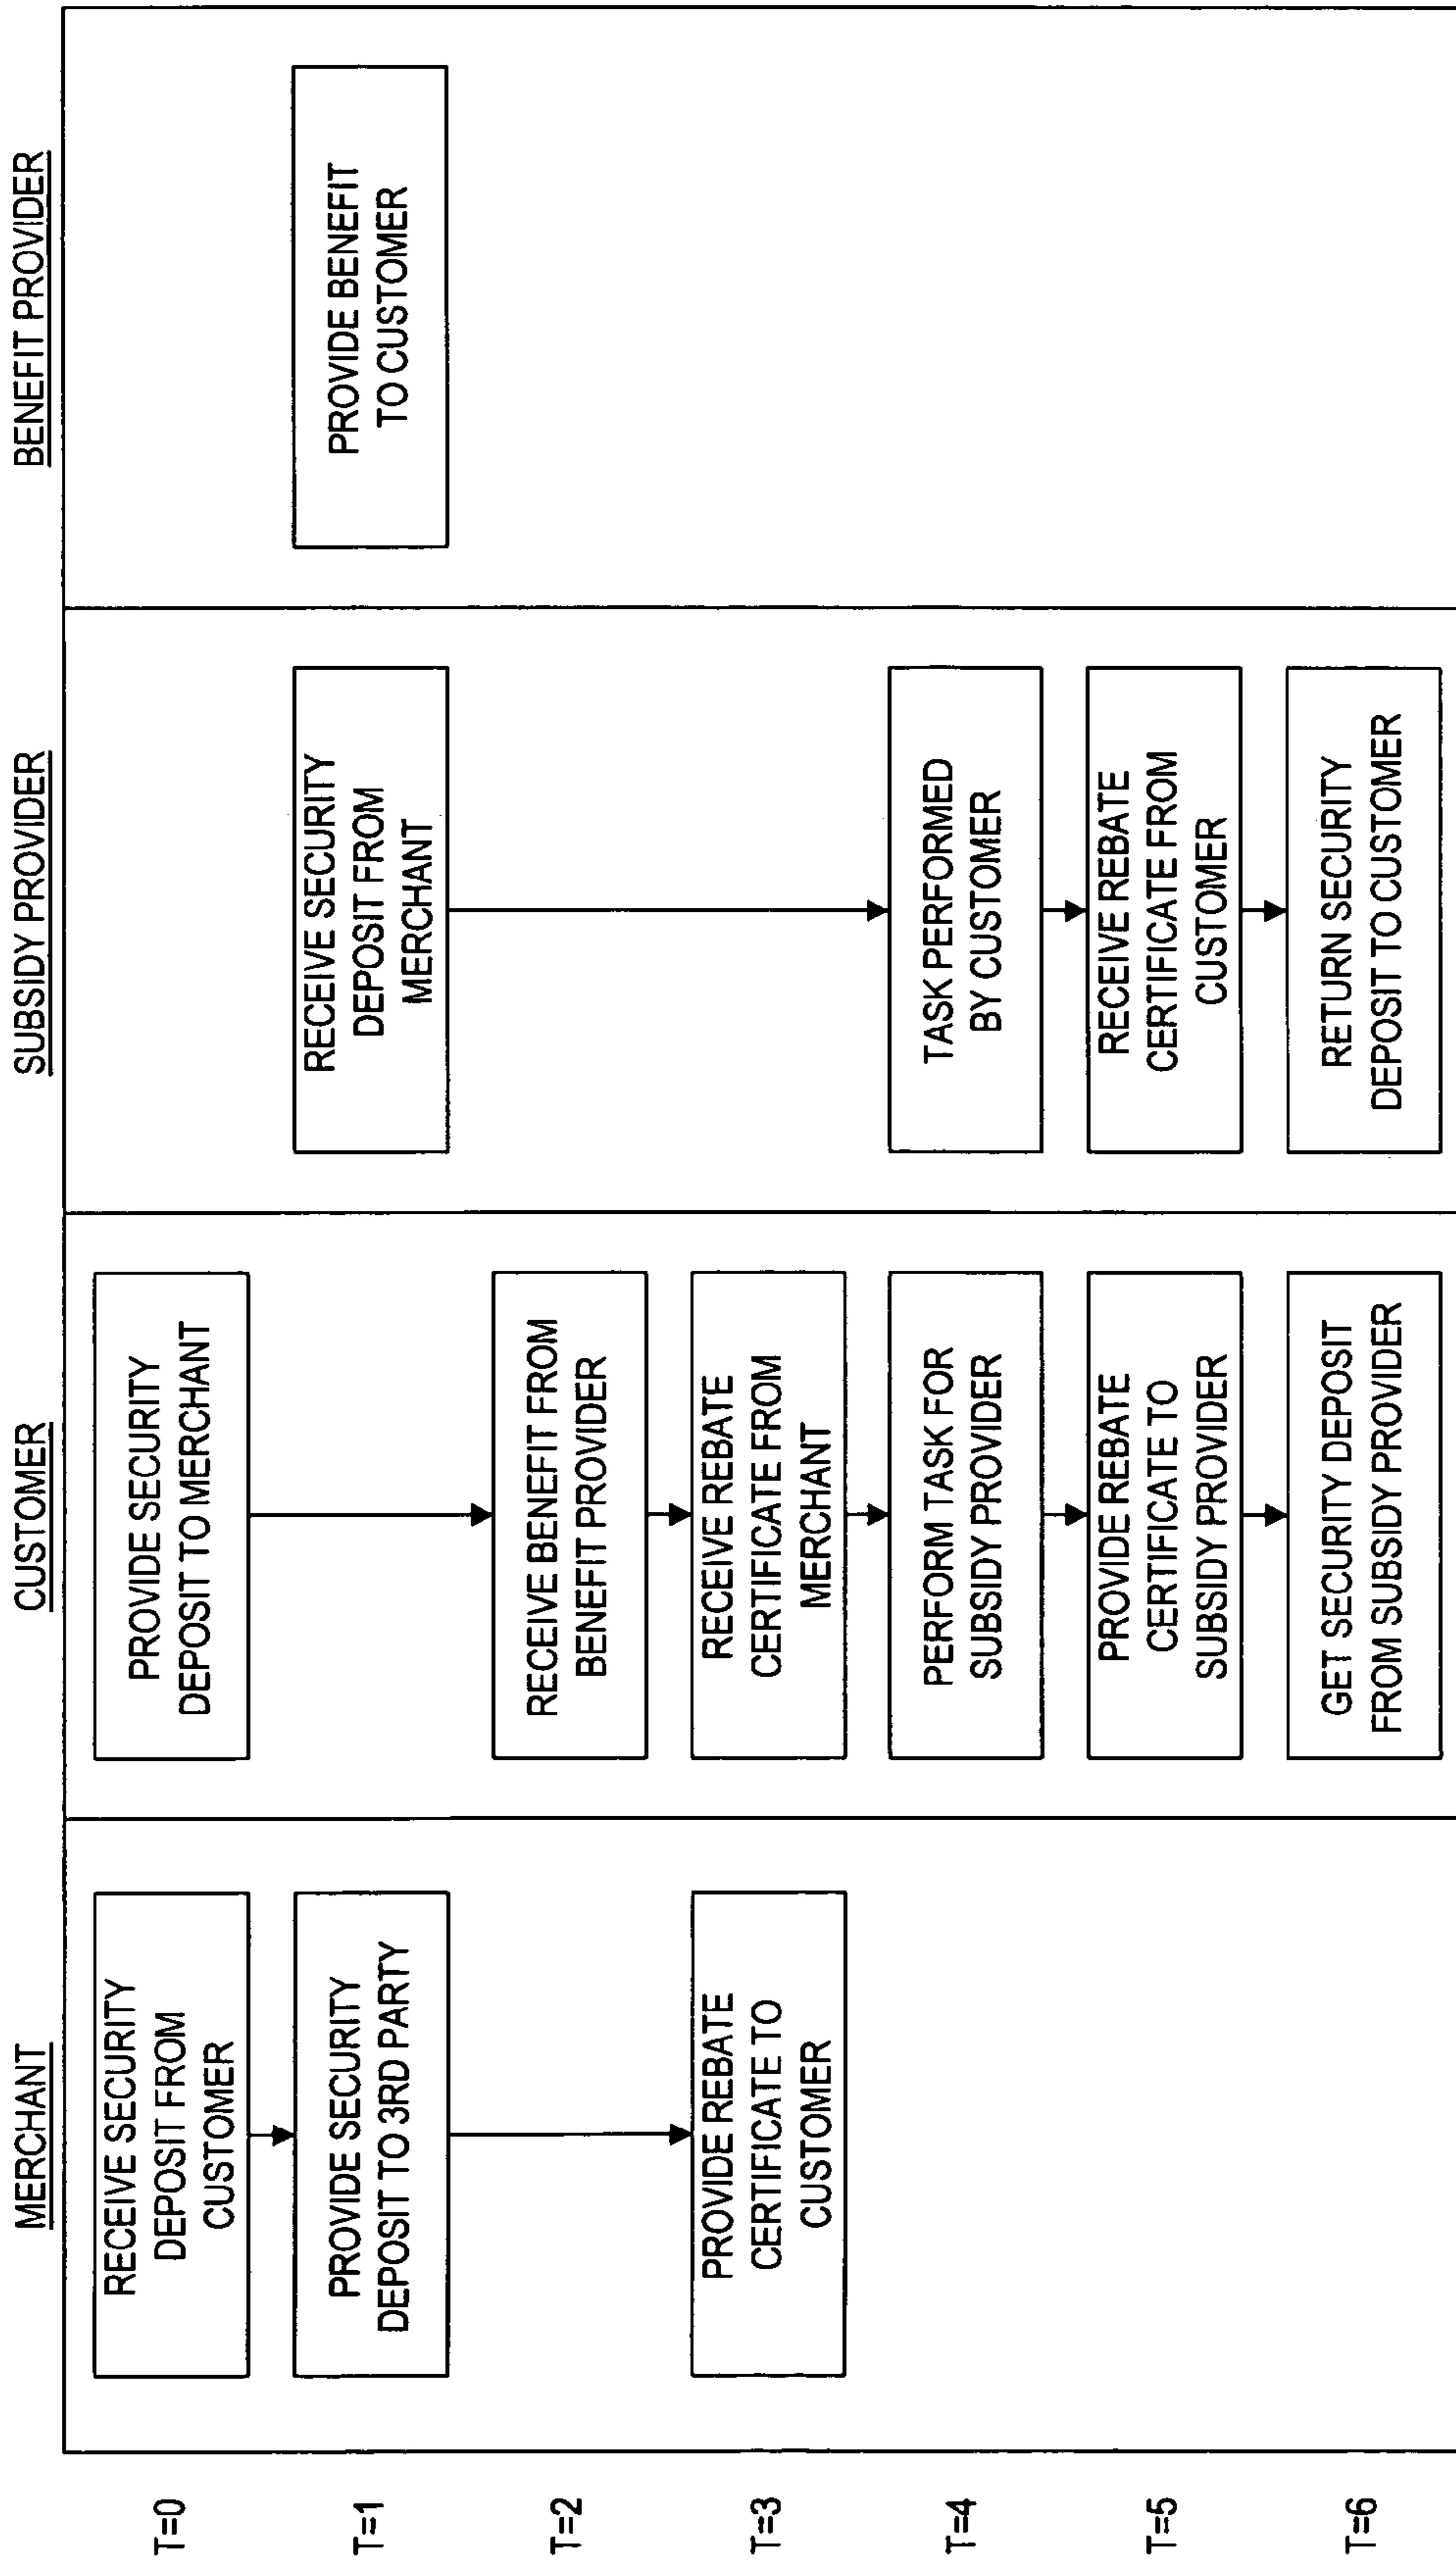 MERCHANT
CUSTOMER
SUBSIDY PROVIDER
BENEFIT PROVIDER
T=0
RECEIVE SECURITY
DEPOSIT FROM
CUSTOMER
PROVIDE SECURITY
DEPOSIT TO MERCHANT
T=1
PROVIDE SECURITY
DEPOSIT TO 3RD PARTY
RECEIVE SECURITY
DEPOSIT FROM
MERCHANT
PROVIDE BENEFIT
TO CUSTOMER
T=2
RECEIVE BENEFIT FROM
BENEFIT PROVIDER
T=3
PROVIDE REBATE
CERTIFICATE TO
CUSTOMER
RECEIVE REBATE
CERTIFICATE FROM
MERCHANT
T=4
PERFORM TASK FOR
SUBSIDY PROVIDER
TASK PERFORMED
BY CUSTOMER
T=5
PROVIDE REBATE
CERTIFICATE TO
SUBSIDY PROVIDER
RECEIVE REBATE
CERTIFICATE FROM
CUSTOMER
T=6
GET SECURITY DEPOSIT
FROM SUBSIDY PROVIDER
RETURN SECURITY
DEPOSIT TO CUSTOMER